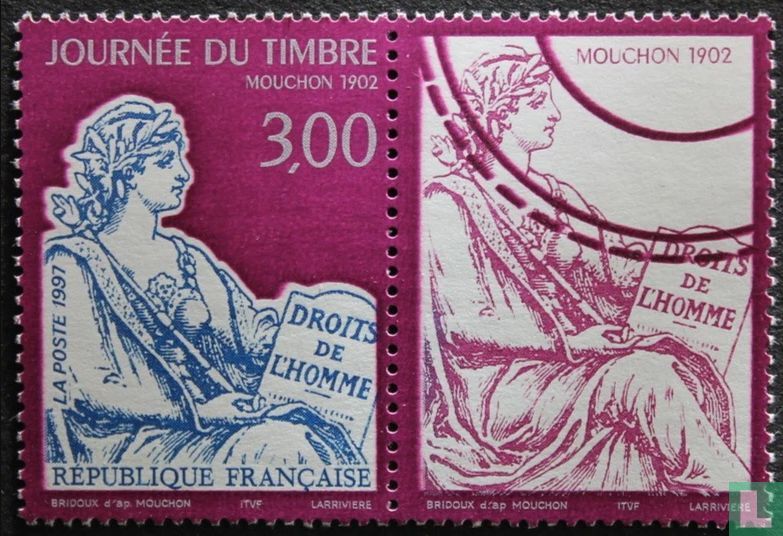 JOURNÉE DU TIMBRE
MOUCHON 1902
3,00
LA POSTE 1997
DROITS
DE
L'HOMME
RÉPUBLIQUE FRANÇAISE
BRIDOUX d'ap. MOUCHON ITVF LARRIVIERE
MOUCHON 1902
DROITS
DE
L'HOMME
BRIDOUX d'ap. MOUCHON ITVF LARRIVIERE